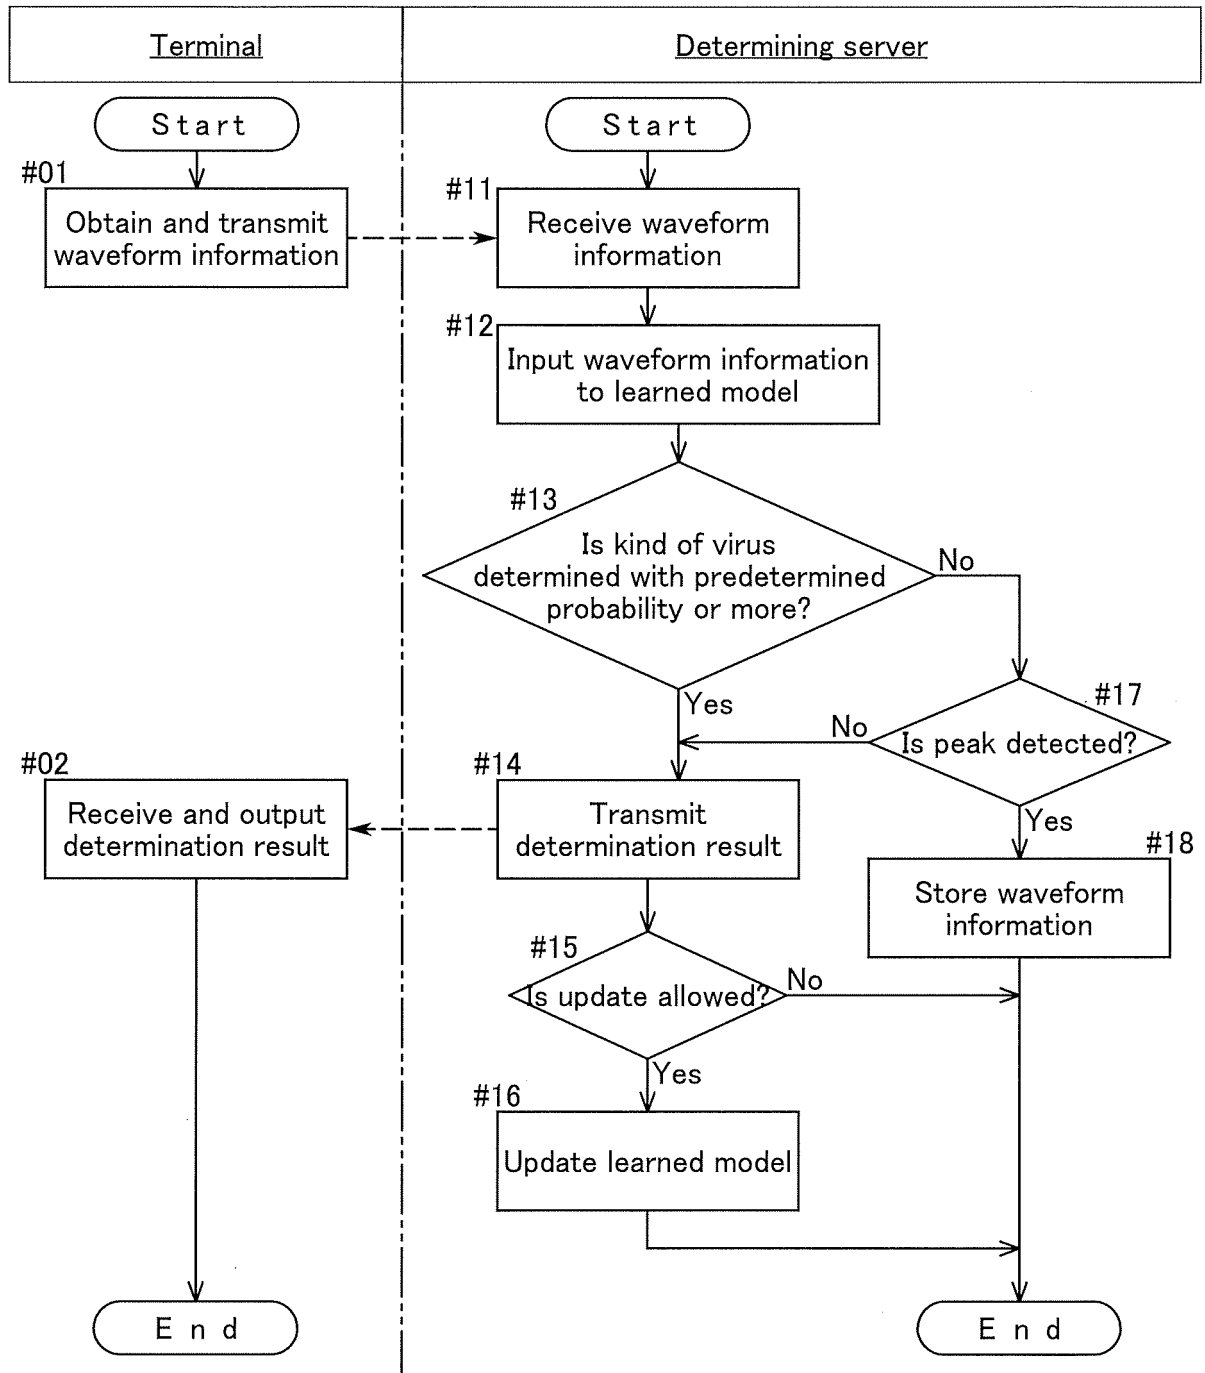 Terminal
Determining server
Start
Start
#01
Obtain and transmit
waveform information
#11
Receive waveform
information
#12
Input waveform information
to learned model
#13
Is kind of virus
determined with predetermined
probability or more?
No
Yes
#17
Is peak detected?
No
Yes
#02
Receive and output
determination result
#14
Transmit
determination result
#18
Store waveform
information
#15
Is update allowed?
No
Yes
#16
Update learned model
End
End